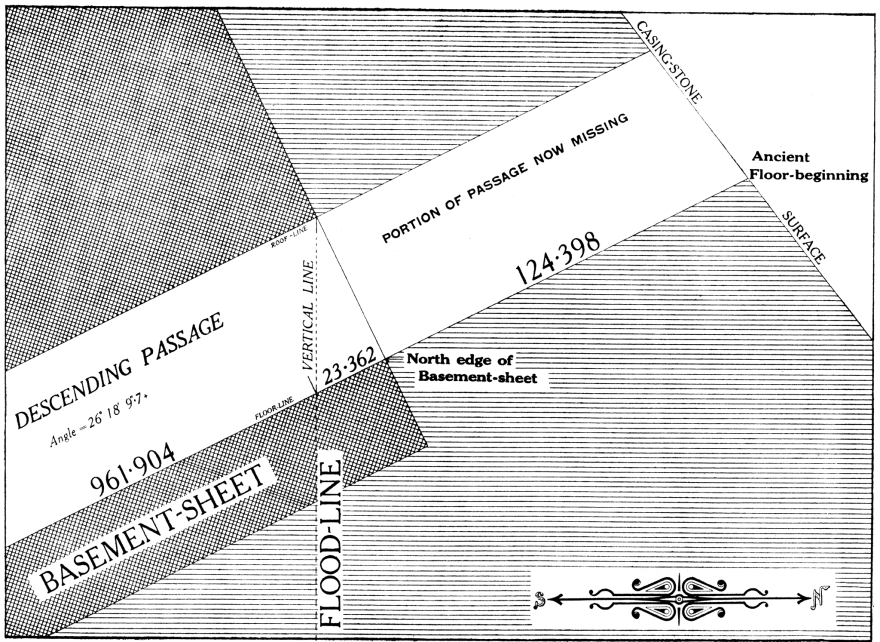 CASING-STONE
Ancient
Floor-beginning
PORTION OF PASSAGE NOW MISSING
SURFACE
ROOF-LINE
124·398
VERTICAL LINE
DESCENDING PASSAGE
23·362
North edge of
Basement-sheet
Angle = 26° 18' 9"·7.
FLOOR-LINE
961·904
BASEMENT-SHEET
FLOOD-LINE
S N